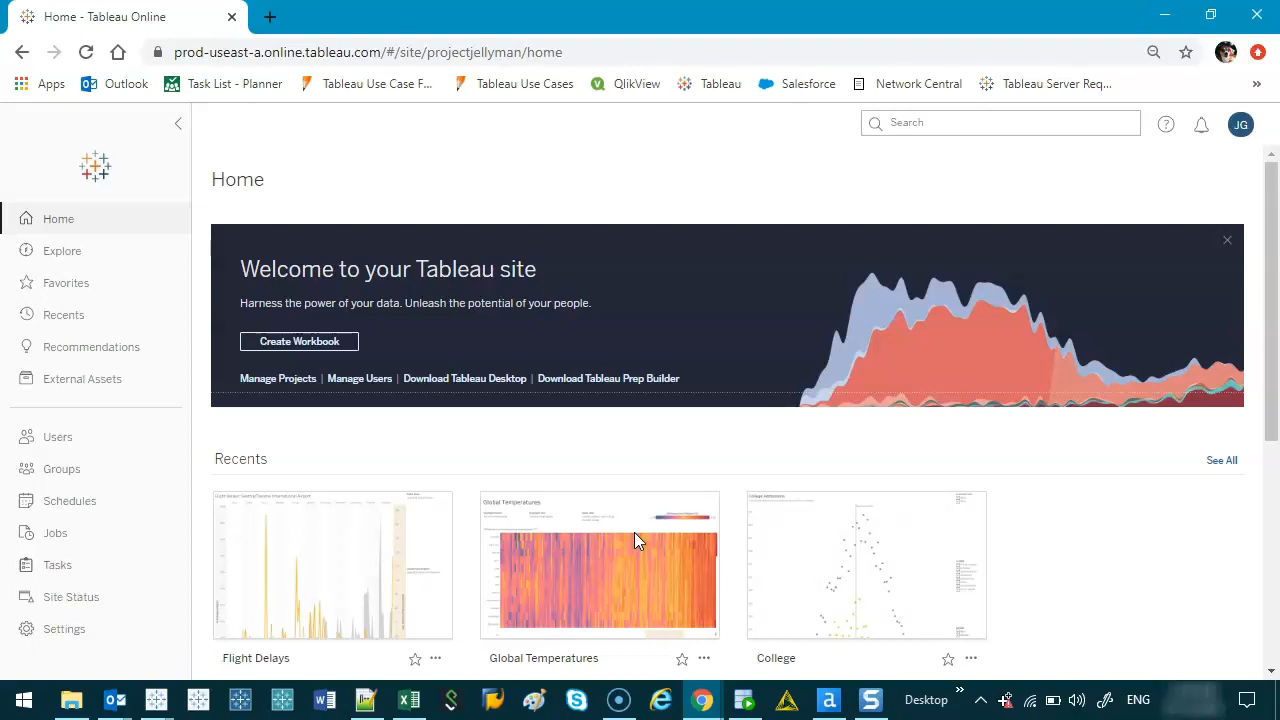 Home - Tableau Online
prod-useast-a.online.tableau.com/#/site/projectjellyman/home
Apps
Outlook
Task List - Planner
Tableau Use Case F...
Tableau Use Cases
QlikView
Tableau
Salesforce
Network Central
Tableau Server Req...
Search
JG
Home
Explore
Favorites
Recents
Recommendations
External Assets
Users
Groups
Schedules
Jobs
Tasks
Site Status
Settings
Home
Welcome to your Tableau site
Harness the power of your data. Unleash the potential of your people.
Create Workbook
Manage Projects | Manage Users | Download Tableau Desktop | Download Tableau Prep Builder
Recents
See All
Global Temperatures
College Admissions
Flight Delays
Global Temperatures
College
Desktop
ENG